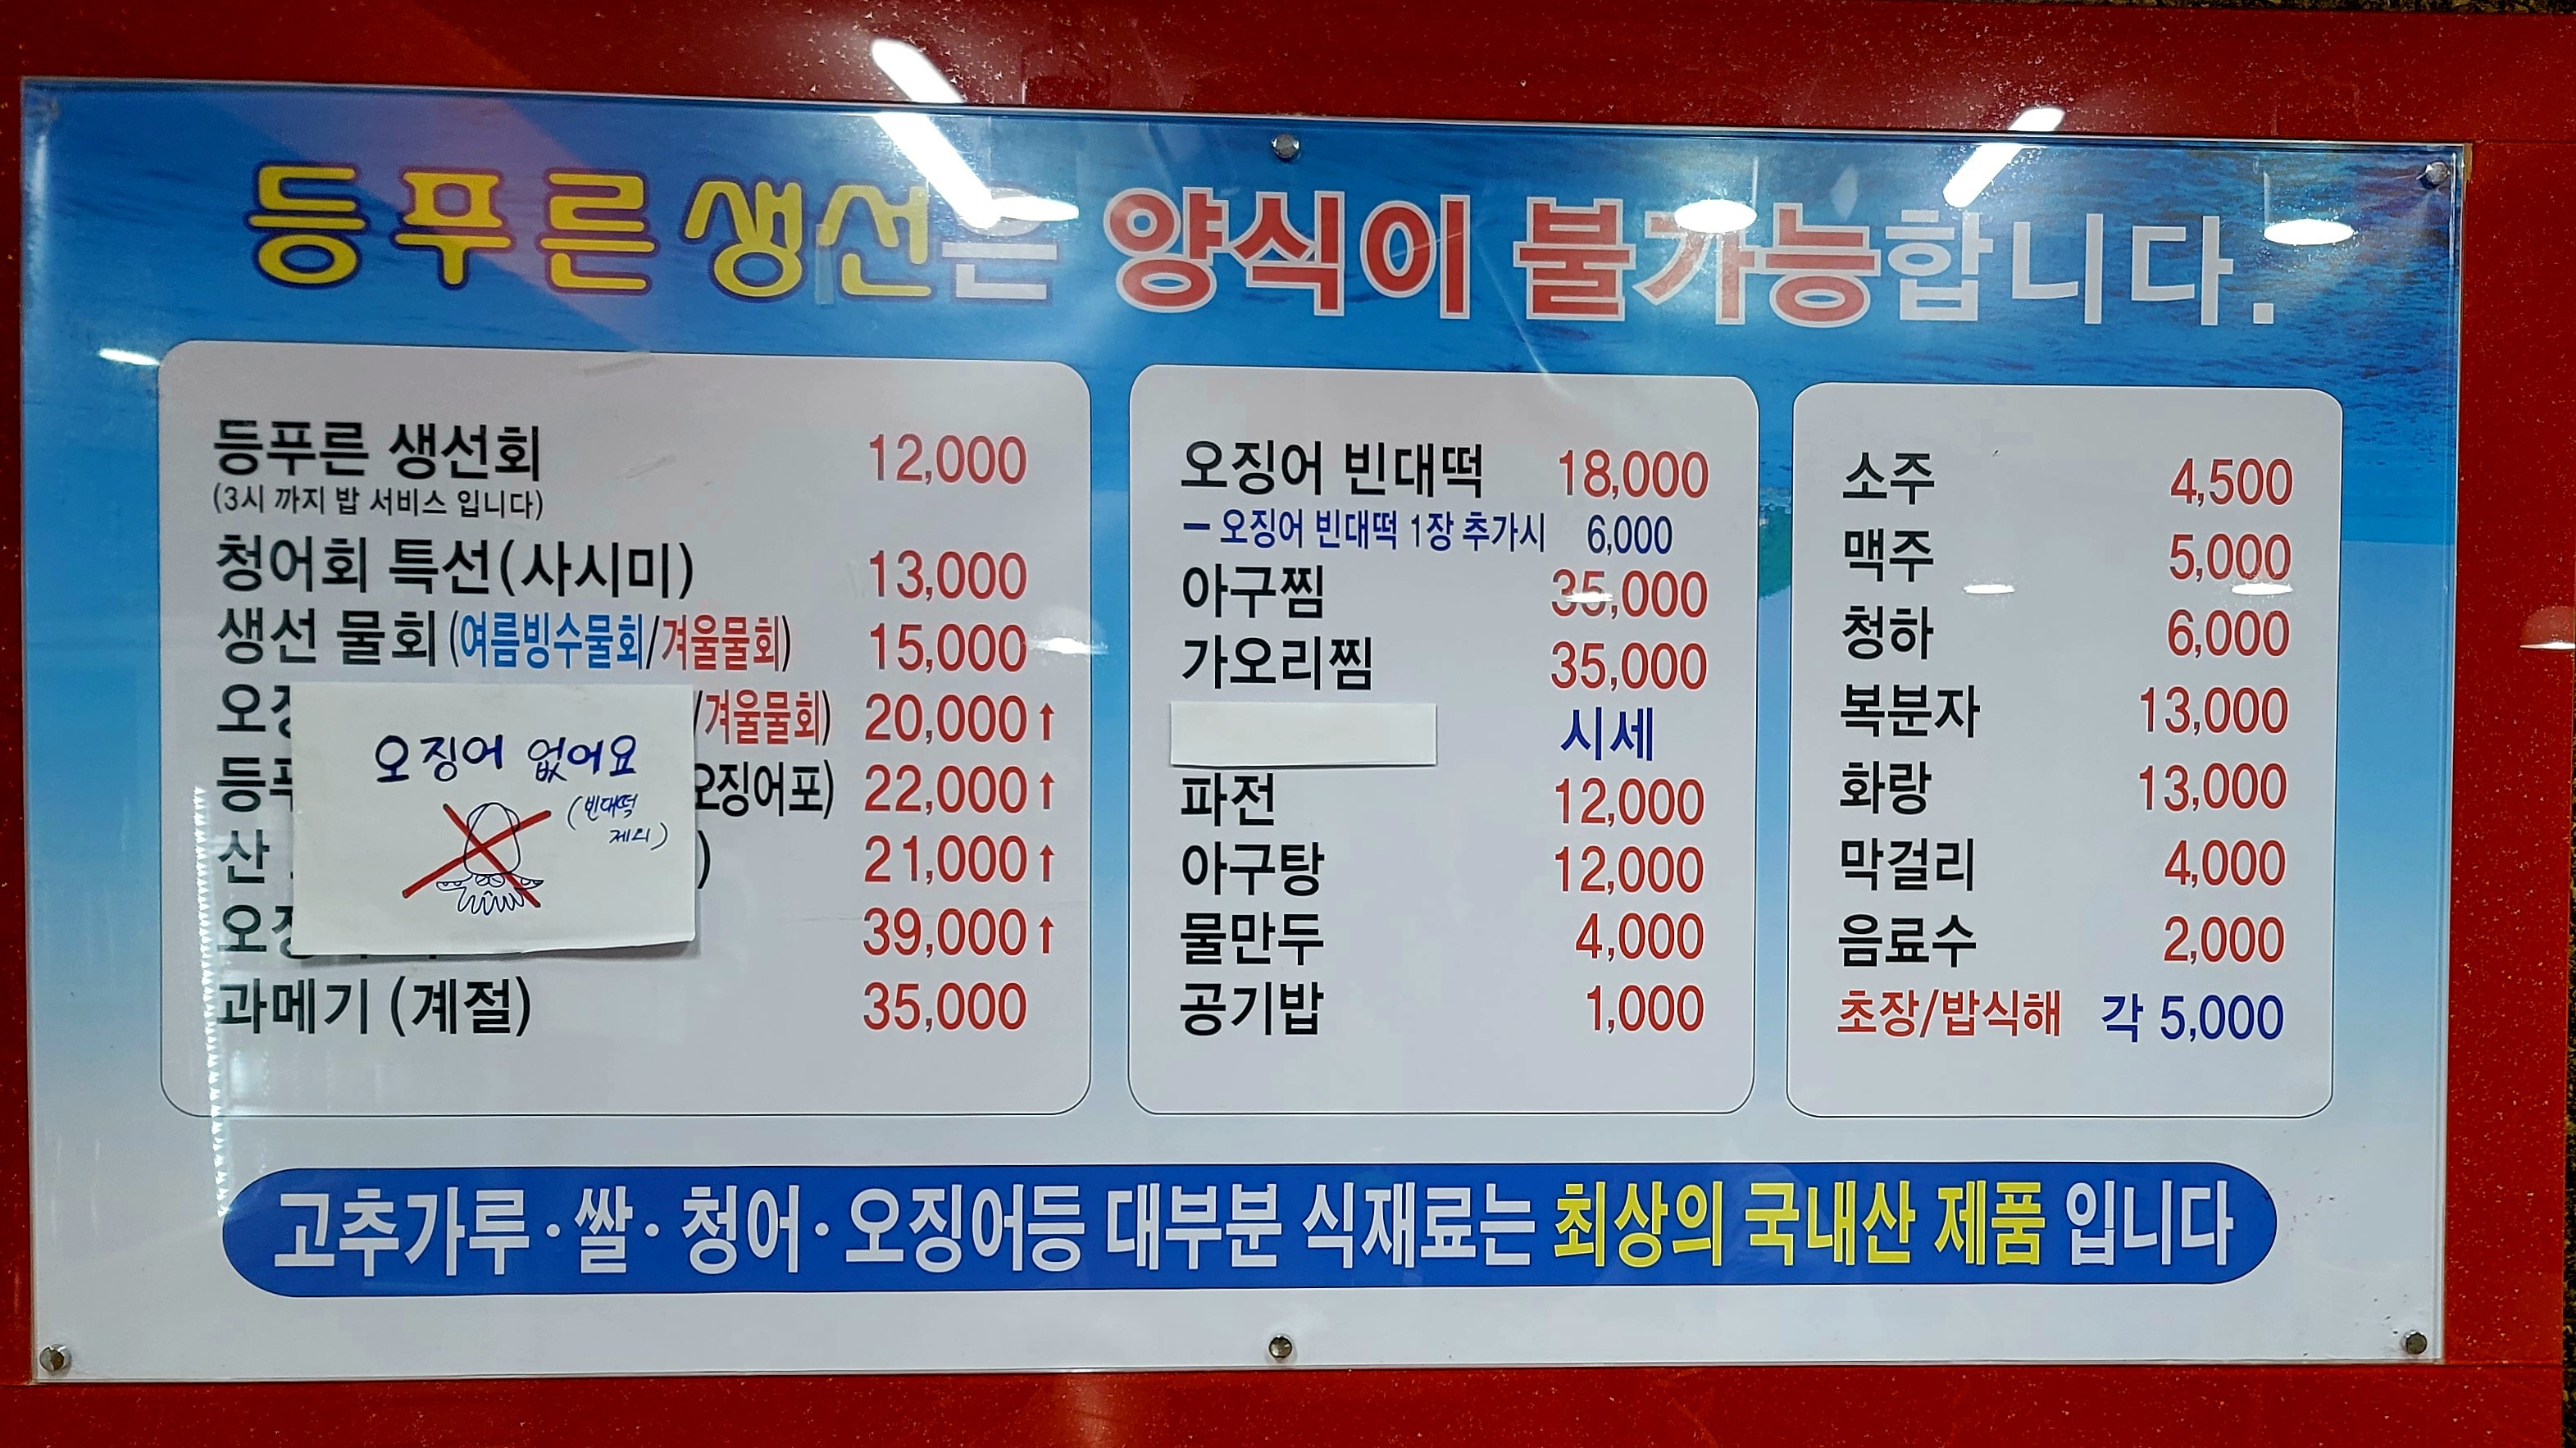 등푸른 생선은 양식이 불가능합니다.
등푸른 생선회 12,000
(3시 까지 밥 서비스 입니다)
청어회 특선(사시미) 13,000
생선 물회 (여름빙수물회/겨울물회) 15,000
/겨울물회) 20,000↑
오징어포) 22,000↑
산 ) 21,000↑
39,000↑
과메기 (계절) 35,000
오징어 없어요
(빈대떡
제외)
오징어 빈대떡 18,000
– 오징어 빈대떡 1장 추가시 6,000
아구찜 35,000
가오리찜 35,000
시세
파전 12,000
아구탕 12,000
물만두 4,000
공기밥 1,000
소주 4,500
맥주 5,000
청하 6,000
복분자 13,000
화랑 13,000
막걸리 4,000
음료수 2,000
초장/밥식해 각 5,000
고추가루·쌀·청어·오징어등 대부분 식재료는 최상의 국내산 제품 입니다